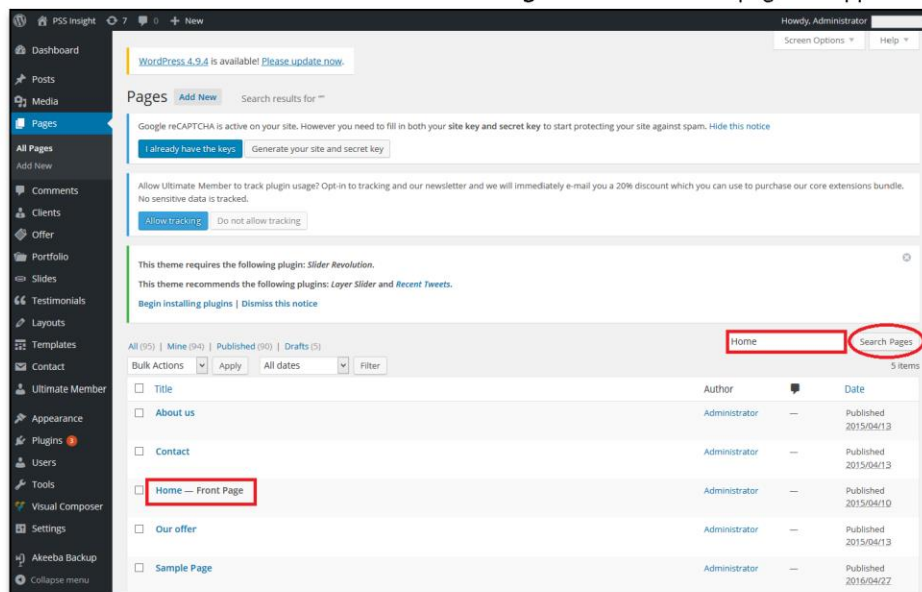 PSS Insight 7 0 + New Howdy, Administrator
Screen Options Help
WordPress 4.9.4 is available! Please update now.
Pages Add New Search results for ""
Google reCAPTCHA is active on your site. However you need to fill in both your site key and secret key to start protecting your site against spam. Hide this notice
I already have the keys Generate your site and secret key
Allow Ultimate Member to track plugin usage? Opt-in to tracking and our newsletter and we will immediately e-mail you a 20% discount which you can use to purchase our core extensions bundle.
No sensitive data is tracked.
Allow tracking Do not allow tracking
This theme requires the following plugin: Slider Revolution.
This theme recommends the following plugins: Layer Slider and Recent Tweets.
Begin installing plugins | Dismiss this notice
All (95) | Mine (94) | Published (90) | Drafts (5)
Home Search Pages
Bulk Actions Apply All dates Filter 5 items
Title Author Date
About us Administrator — Published
2015/04/13
Contact Administrator — Published
2015/04/13
Home — Front Page Administrator — Published
2015/04/10
Our offer Administrator — Published
2015/04/13
Sample Page Administrator — Published
2016/04/27
Dashboard
Posts
Media
Pages
All Pages
Add New
Comments
Clients
Offer
Portfolio
Slides
Testimonials
Layouts
Templates
Contact
Ultimate Member
Appearance
Plugins 3
Users
Tools
Visual Composer
Settings
Akeeba Backup
Collapse menu